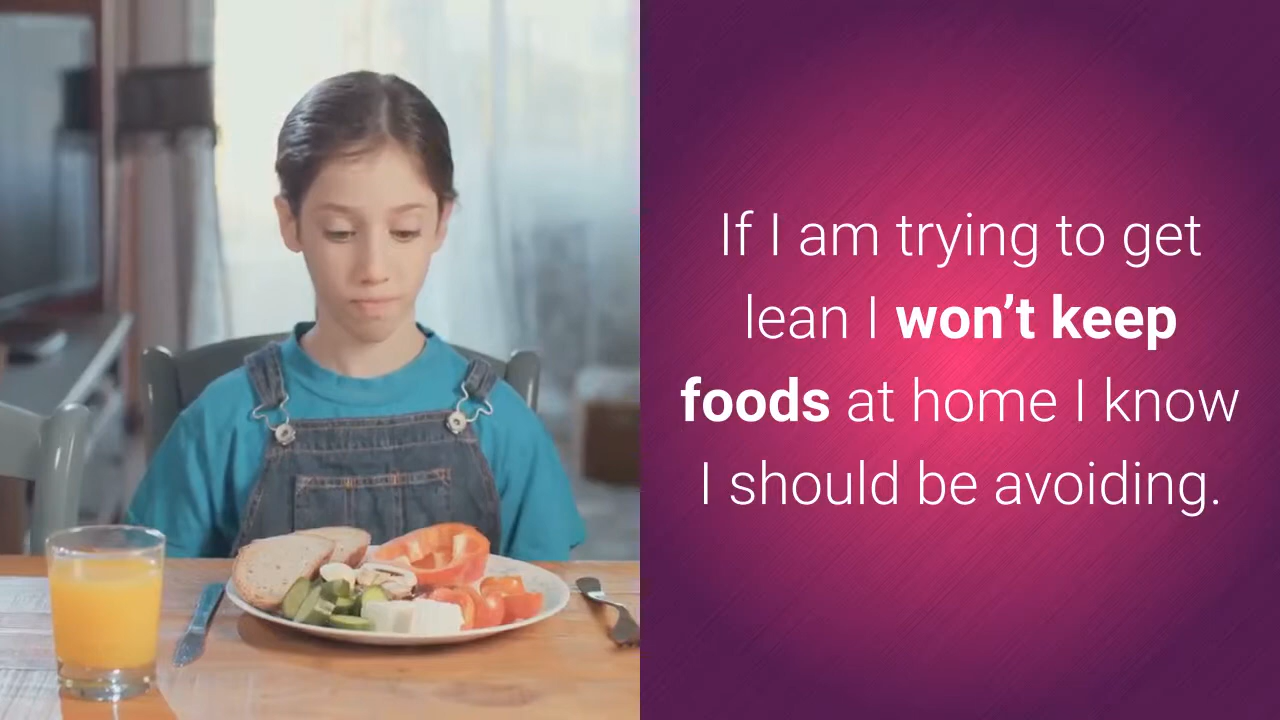 If I am trying to get
lean I won’t keep
foods at home I know
I should be avoiding.